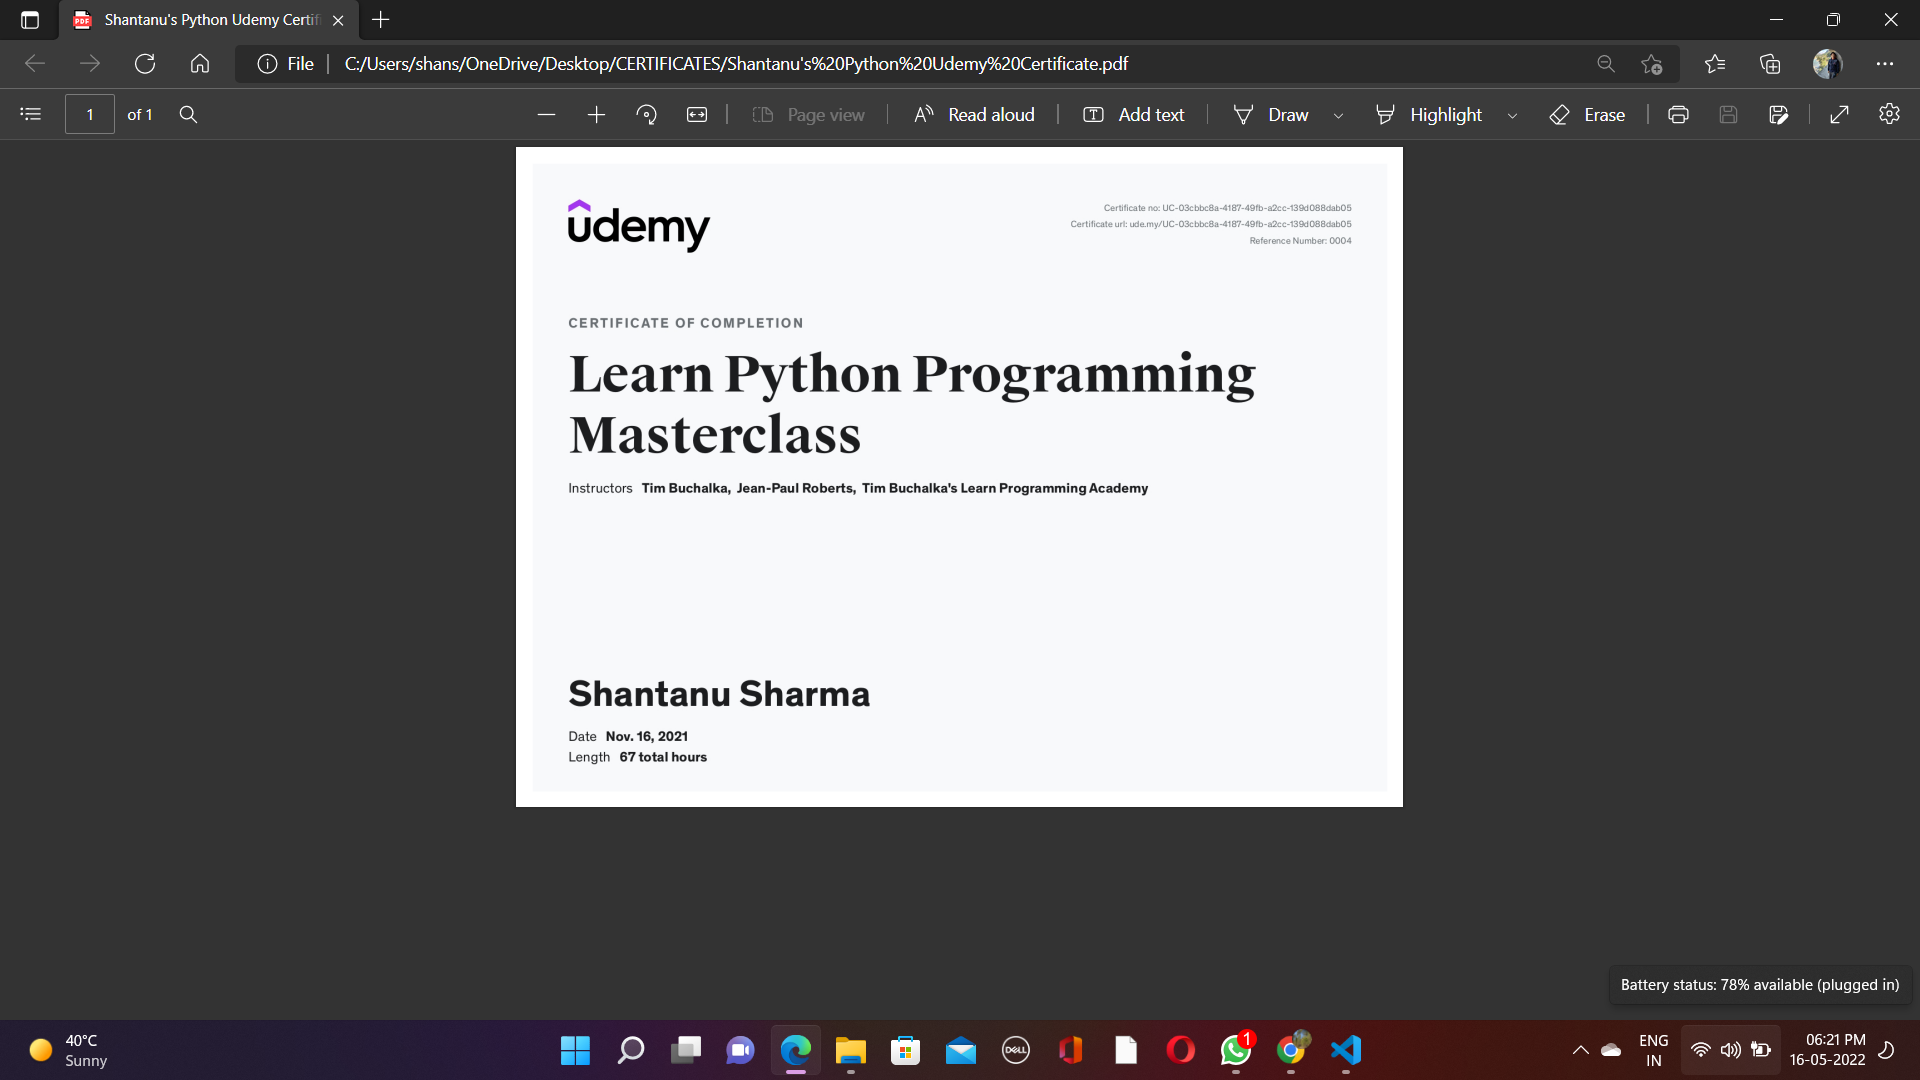 Shantanu's Python Udemy Certifi
File
C:/Users/shans/OneDrive/Desktop/CERTIFICATES/Shantanu's%20Python%20Udemy%20Certificate.pdf
1 of 1
Page view
Read aloud
Add text
Draw
Highlight
Erase
udemy
Certificate no: UC-03cbbc8a-4187-49fb-a2cc-139d088dab05
Certificate url: ude.my/UC-03cbbc8a-4187-49fb-a2cc-139d088dab05
Reference Number: 0004
CERTIFICATE OF COMPLETION
Learn Python Programming
Masterclass
Instructors Tim Buchalka, Jean-Paul Roberts, Tim Buchalka's Learn Programming Academy
Shantanu Sharma
Date Nov. 16, 2021
Length 67 total hours
Battery status: 78% available (plugged in)
40°C
Sunny
DELL
1
ENG
IN
06:21 PM
16-05-2022